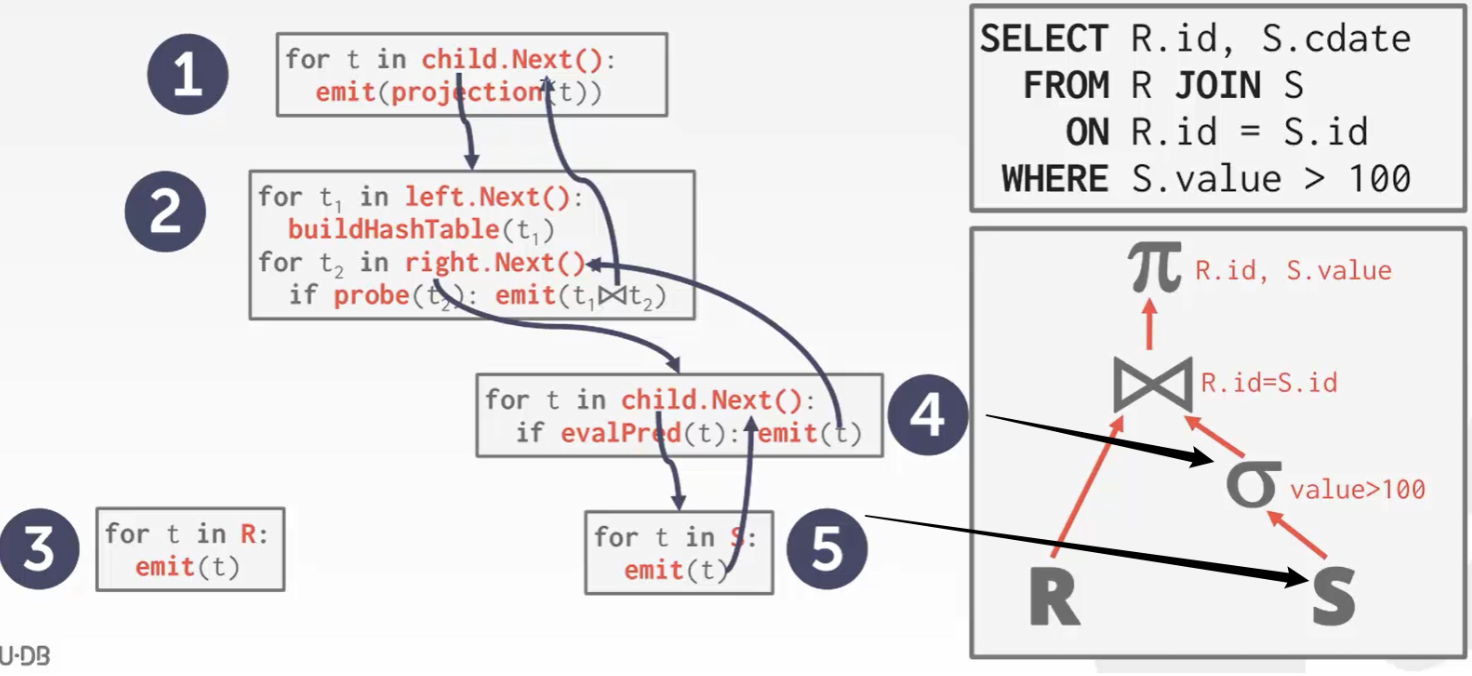 1
for t in child.Next():
emit(projection(t))
2
for t₁ in left.Next():
buildHashTable(t₁)
for t₂ in right.Next()
if probe(t₂): emit(t₁⋈t₂)
for t in child.Next():
if evalPred(t): emit(t)
4
3
for t in R:
emit(t)
for t in S:
emit(t)
5
U·DB
SELECT R.id, S.cdate
FROM R JOIN S
ON R.id = S.id
WHERE S.value > 100
π R.id, S.value
⋈ R.id=S.id
σ value>100
R
S